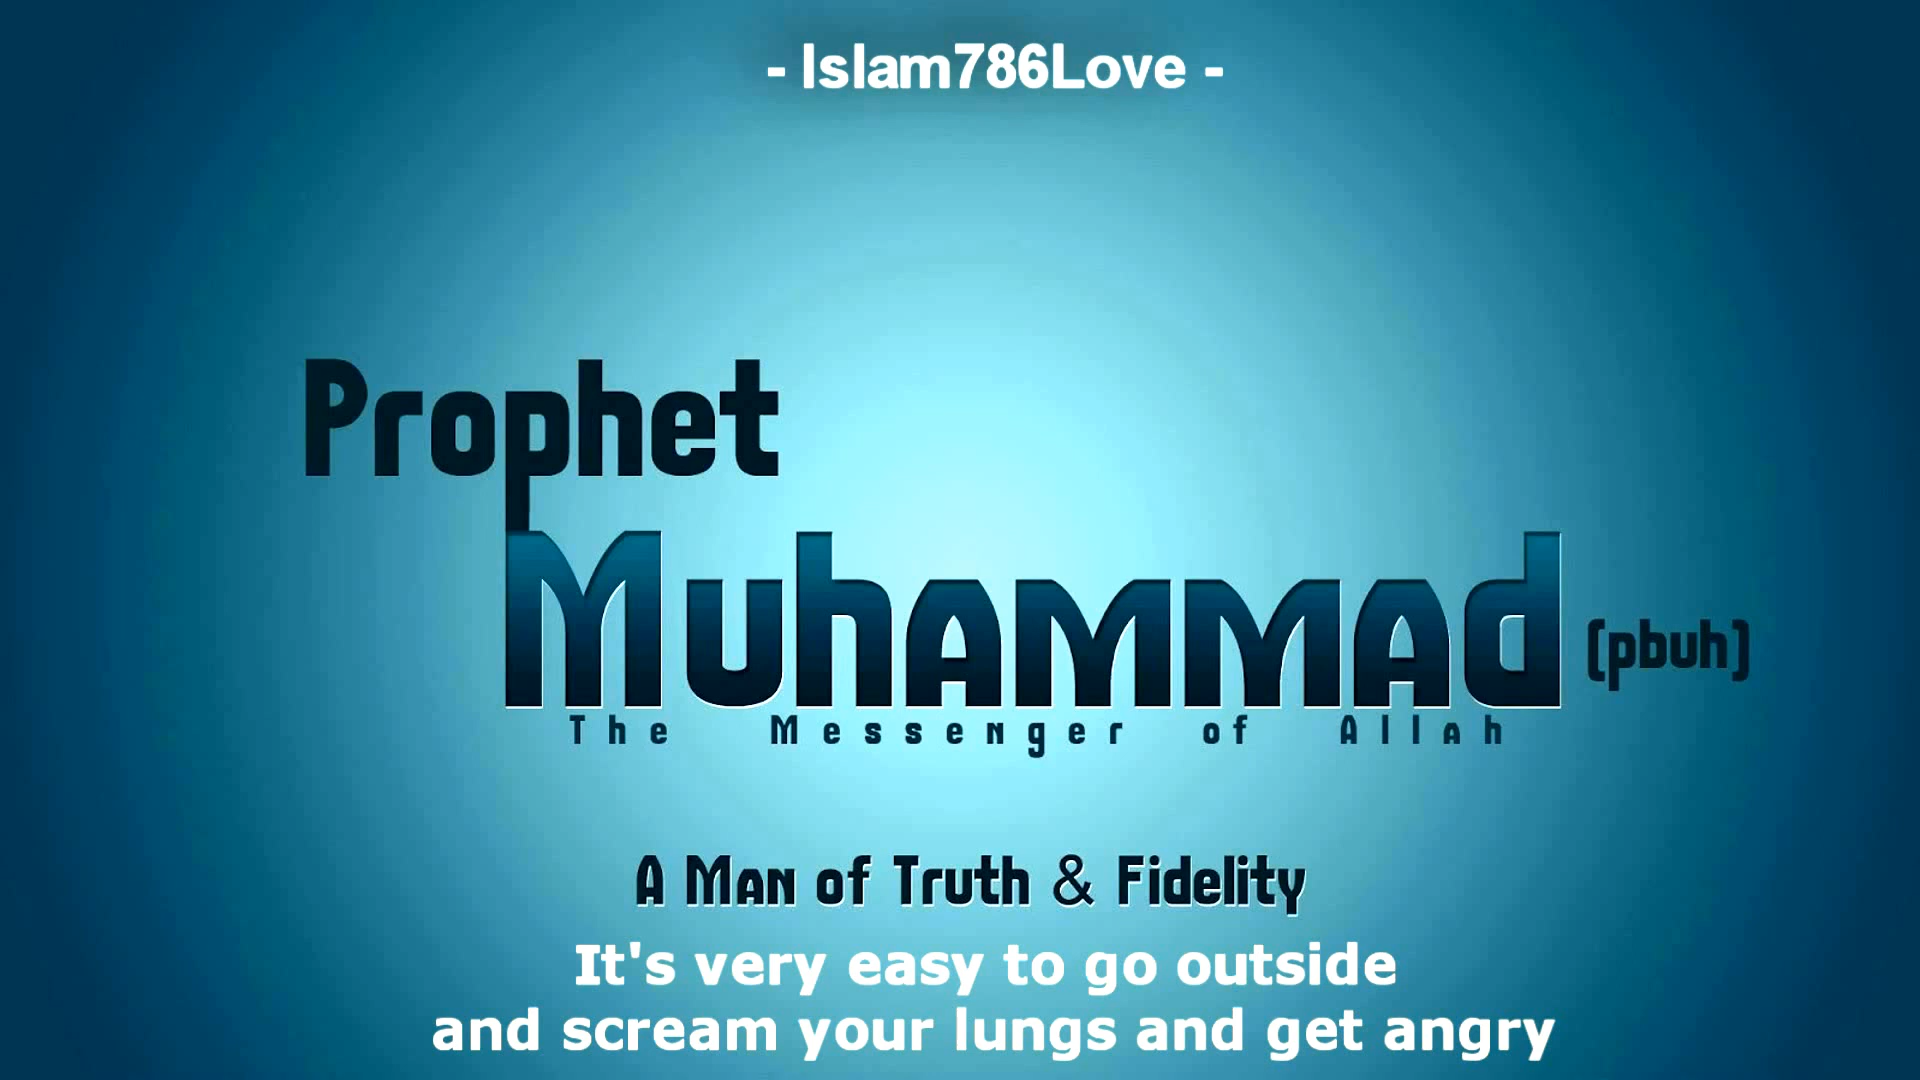 - Islam786Love -
Prophet
Muhammad (pbuh)
The Messenger of Allah
A Man of Truth & Fidelity
It's very easy to go outside
and scream your lungs and get angry